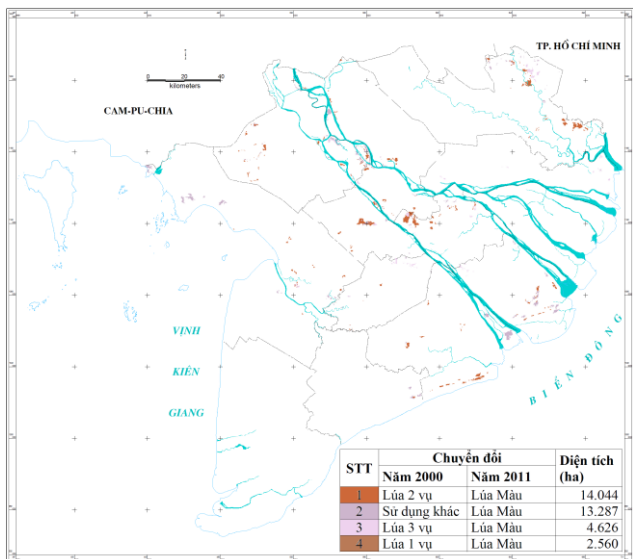 TP. HỒ CHÍ MINH
0 20 40
kilometers
CAM-PU-CHIA
VỊNH
KIÊN
GIANG
BIỂN ĐÔNG
STT Chuyển đổi Diện tích (ha)
Năm 2000 Năm 2011
1 Lúa 2 vụ Lúa Màu 14.044
2 Sử dụng khác Lúa Màu 13.287
3 Lúa 3 vụ Lúa Màu 4.626
4 Lúa 1 vụ Lúa Màu 2.560